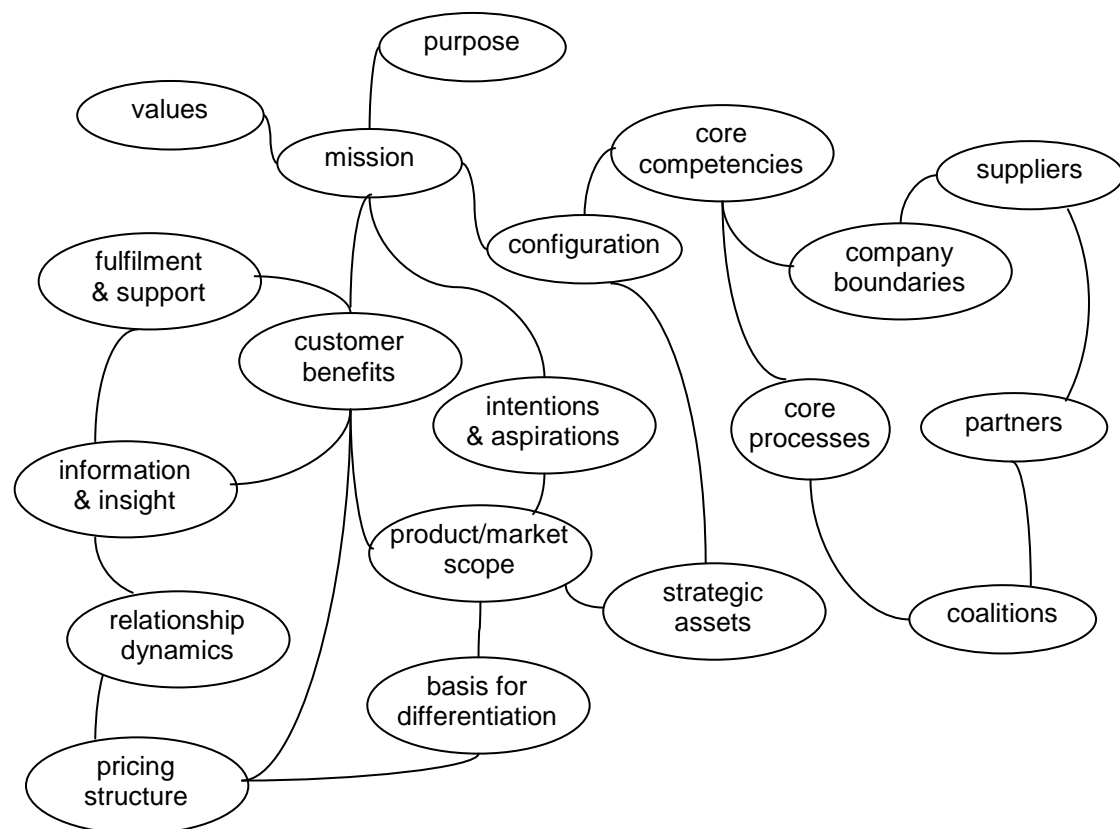 purpose
values
mission
core
competencies
suppliers
configuration
company
boundaries
fulfilment
& support
customer
benefits
intentions
& aspirations
core
processes
partners
information
& insight
product/market
scope
strategic
assets
coalitions
relationship
dynamics
basis for
differentiation
pricing
structure